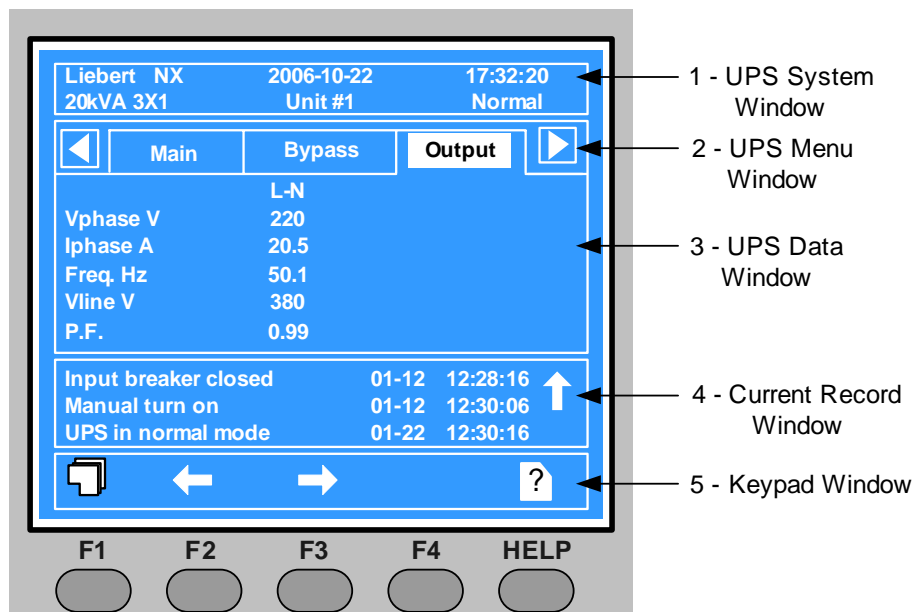 Liebert NX 2006-10-22 17:32:20
20kVA 3X1 Unit #1 Normal
Main Bypass Output
L-N
Vphase V 220
Iphase A 20.5
Freq. Hz 50.1
Vline V 380
P.F. 0.99
Input breaker closed 01-12 12:28:16
Manual turn on 01-12 12:30:06
UPS in normal mode 01-22 12:30:16
?
F1 F2 F3 F4 HELP
1 - UPS System
Window
2 - UPS Menu
Window
3 - UPS Data
Window
4 - Current Record
Window
5 - Keypad Window